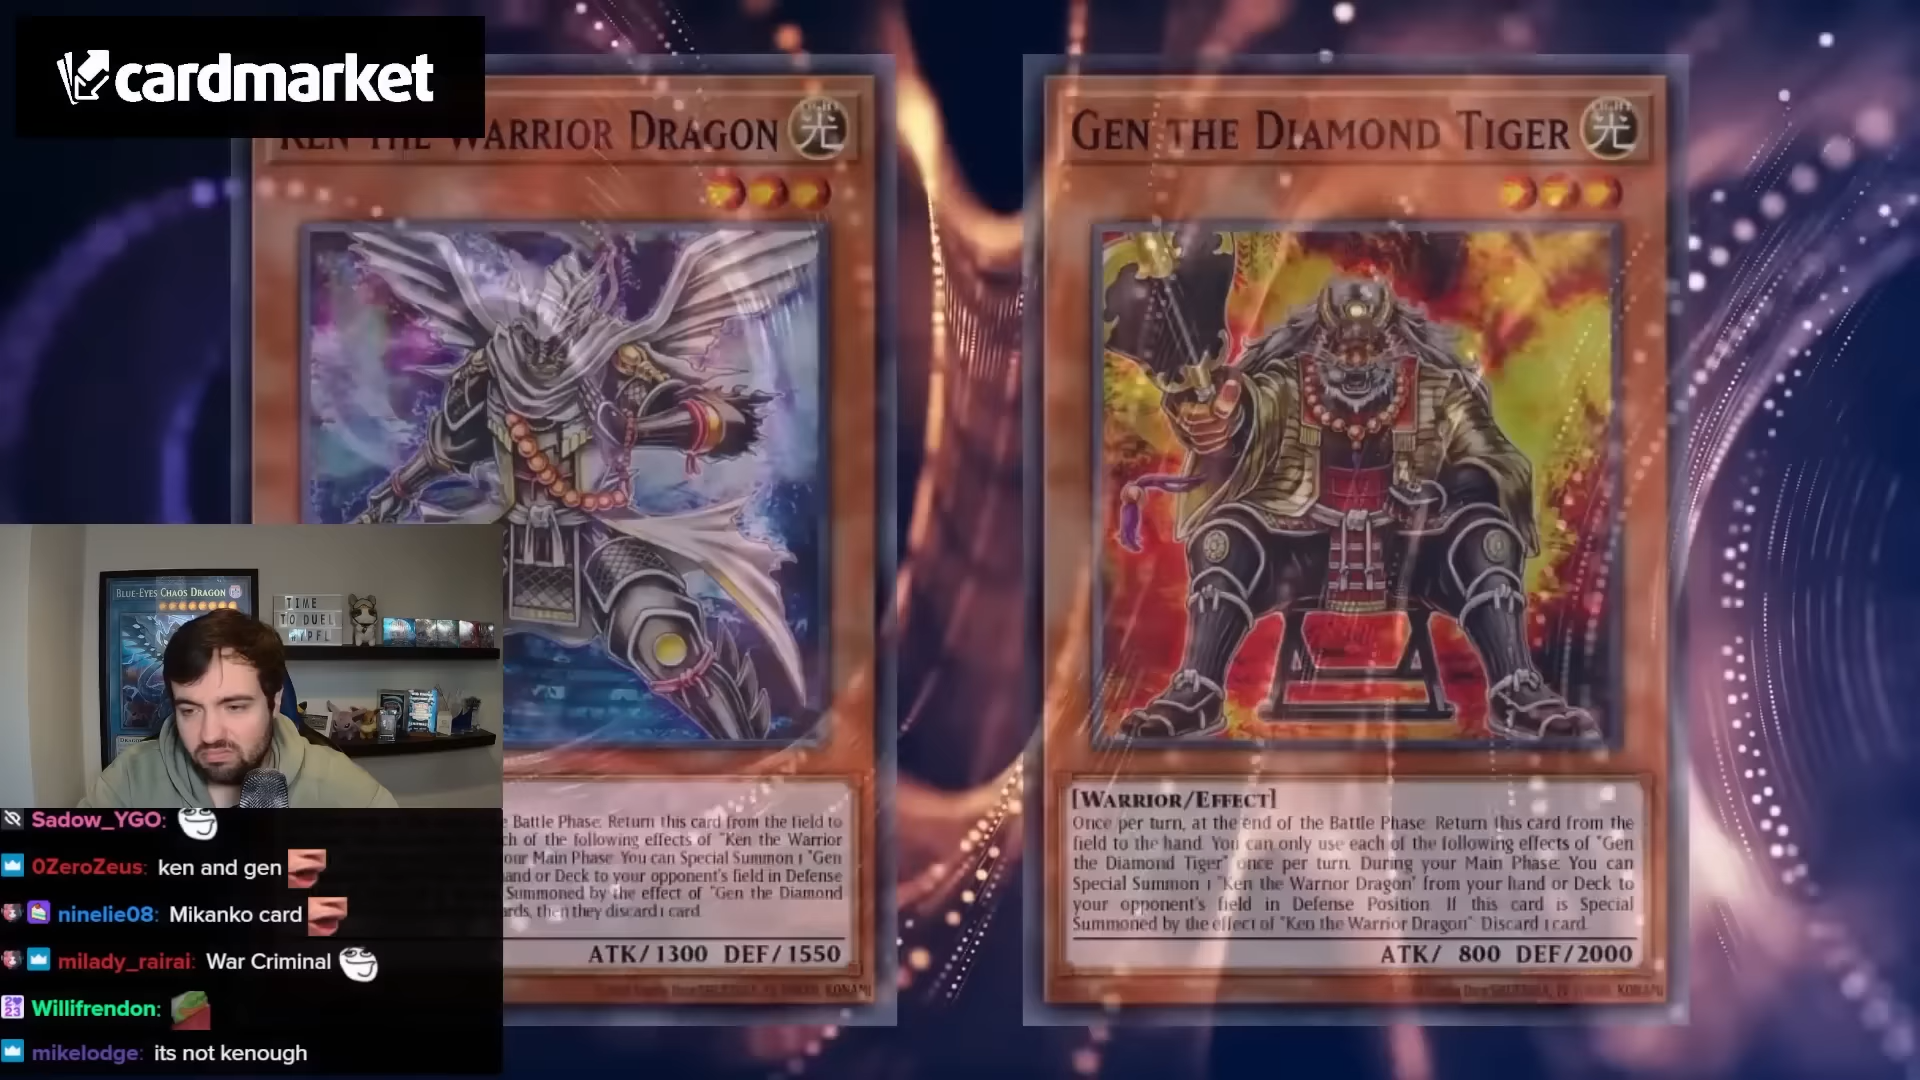 cardmarket
KEN THE WARRIOR DRAGON
光
GEN THE DIAMOND TIGER
光
BLUE-EYES CHAOS DRAGON
TIME
TO DUEL
Battle Phase: Return this card from the field to
ch of the following effects of "Ken the Warrior
our Main Phase: You can Special Summon 1 "Gen
and or Deck to your opponent's field in Defense
Summoned by the effect of "Gen the Diamond
rds, then they discard 1 card.
ATK/1300 DEF/1550
[WARRIOR/EFFECT]
Once per turn, at the end of the Battle Phase: Return this card from the
field to the hand. You can only use each of the following effects of "Gen
the Diamond Tiger" once per turn. During your Main Phase: You can
Special Summon 1 "Ken the Warrior Dragon" from your hand or Deck to
your opponent's field in Defense Position. If this card is Special
Summoned by the effect of "Ken the Warrior Dragon": Discard 1 card.
ATK/ 800 DEF/2000
Sadow_YGO:
0ZeroZeus: ken and gen
ninelie08: Mikanko card
milady_rairai: War Criminal
Willifrendon:
mikelodge: its not kenough